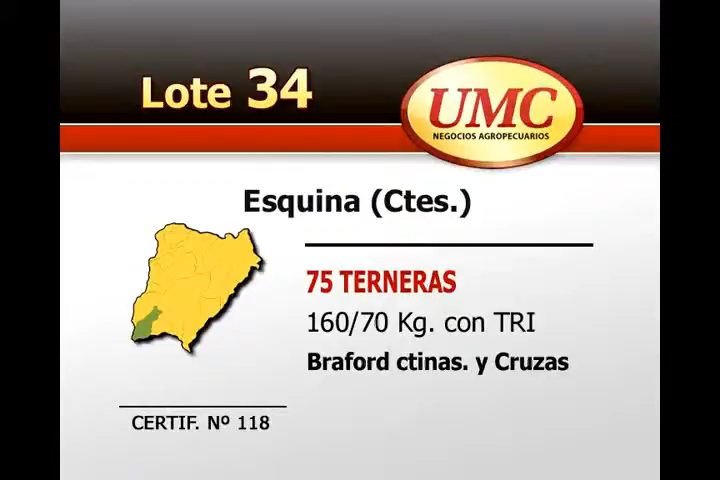 Lote 34
UMC
NEGOCIOS AGROPECUARIOS
Esquina (Ctes.)
75 TERNERAS
160/70 Kg. con TRI
Braford ctinas. y Cruzas
CERTIF. Nº 118